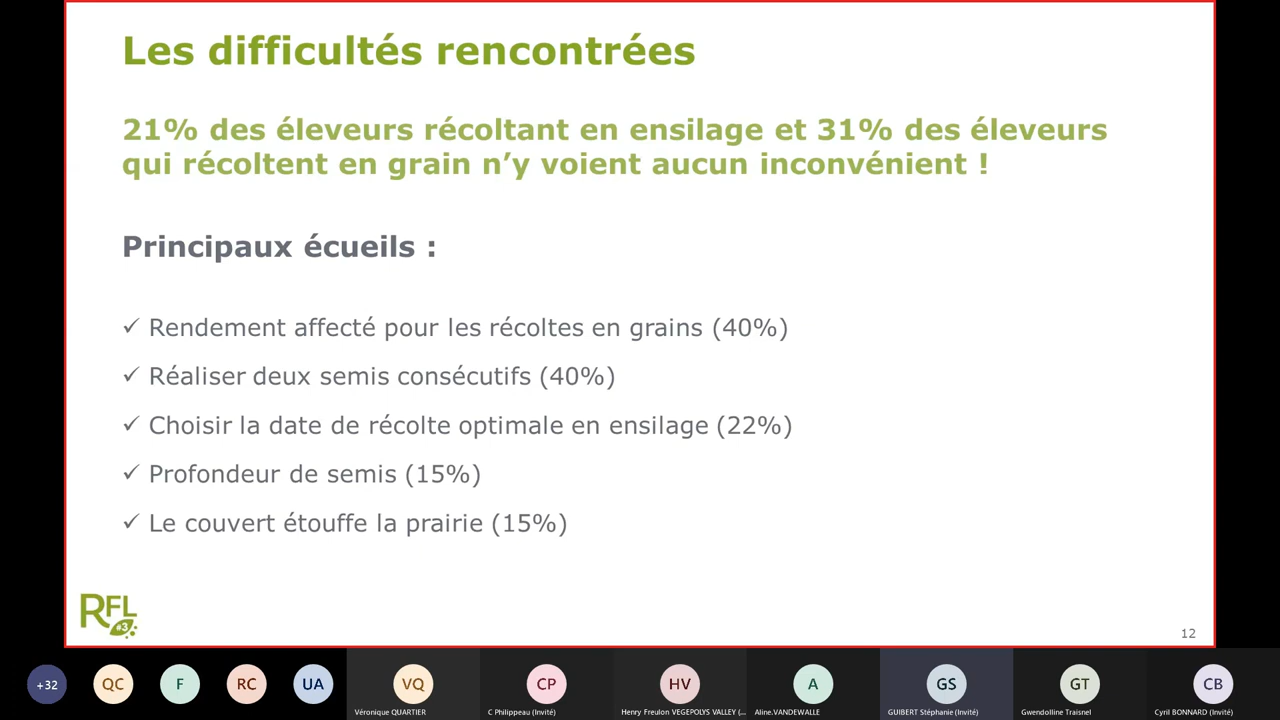 Les difficultés rencontrées
21% des éleveurs récoltant en ensilage et 31% des éleveurs
qui récoltent en grain n’y voient aucun inconvénient !
Principaux écueils :
✓ Rendement affecté pour les récoltes en grains (40%)
✓ Réaliser deux semis consécutifs (40%)
✓ Choisir la date de récolte optimale en ensilage (22%)
✓ Profondeur de semis (15%)
✓ Le couvert étouffe la prairie (15%)
RFL
#3
12
+32 QC F RC UA VQ CP HV A GS GT CB
Véronique QUARTIER C Philippeau (Invité) Henry Freulon VEGEPOLYS VALLEY (... Aline.VANDEWALLE GUIBERT Stéphanie (Invité) Gwendolline Traisnel Cyril BONNARD (Invité)